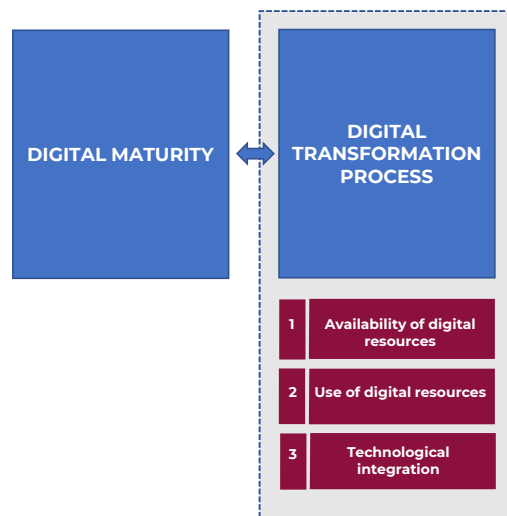 DIGITAL MATURITY
DIGITAL
TRANSFORMATION
PROCESS
1 Availability of digital
resources
2 Use of digital resources
3 Technological
integration